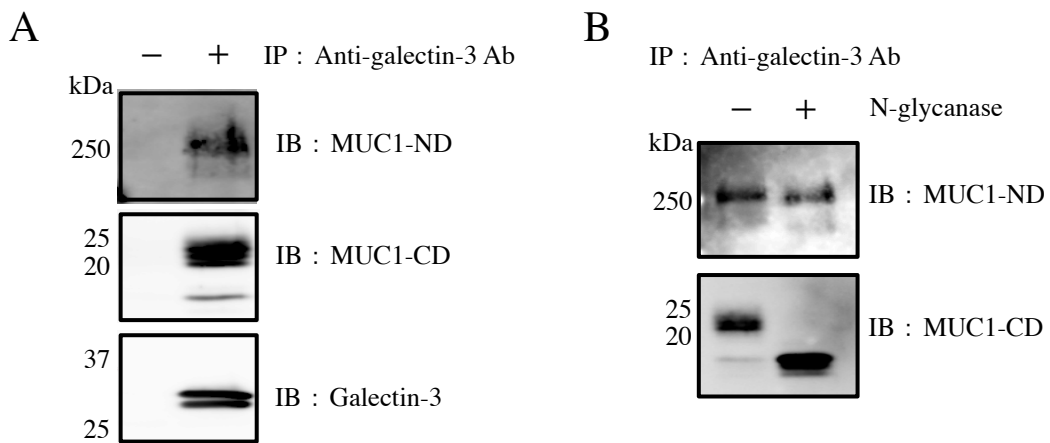 A
− + IP : Anti-galectin-3 Ab
kDa
250
IB : MUC1-ND
25
20
IB : MUC1-CD
37
25
IB : Galectin-3
B
IP : Anti-galectin-3 Ab
− + N-glycanase
kDa
250
IB : MUC1-ND
25
20
IB : MUC1-CD